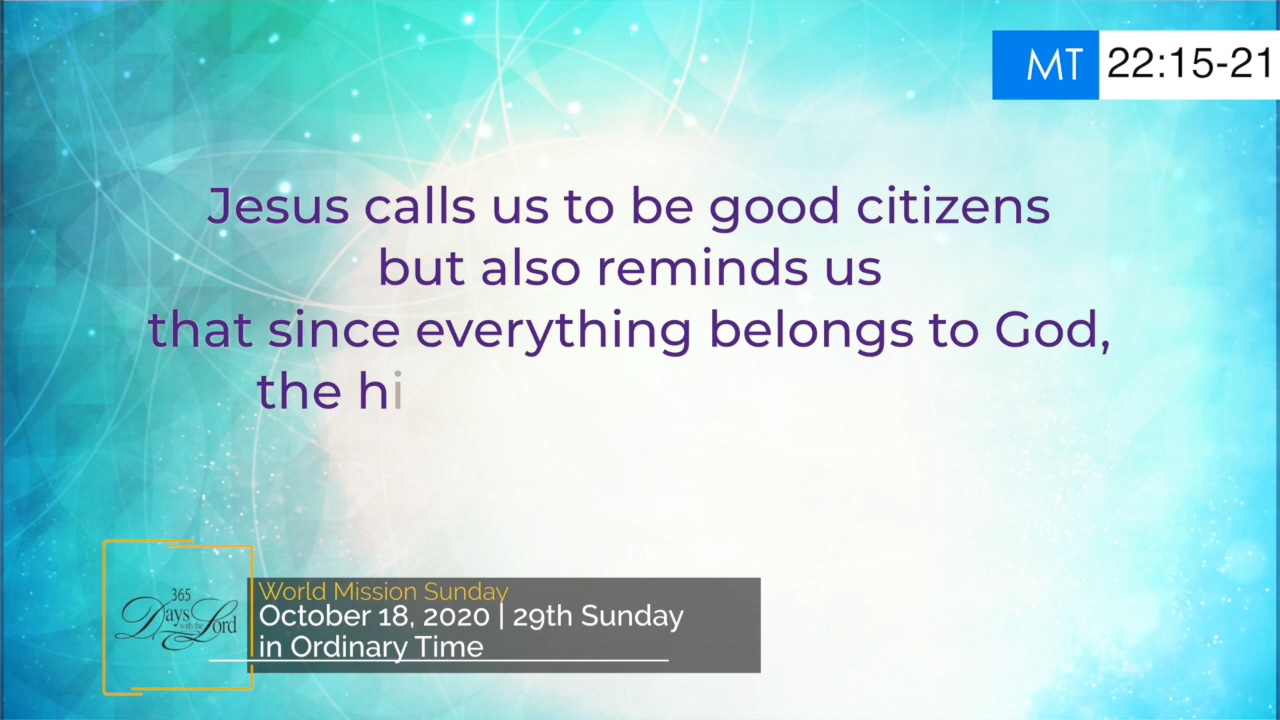 MT 22:15-21
Jesus calls us to be good citizens
but also reminds us
that since everything belongs to God,
the hi
365
Days with the Lord
World Mission Sunday
October 18, 2020 | 29th Sunday
in Ordinary Time